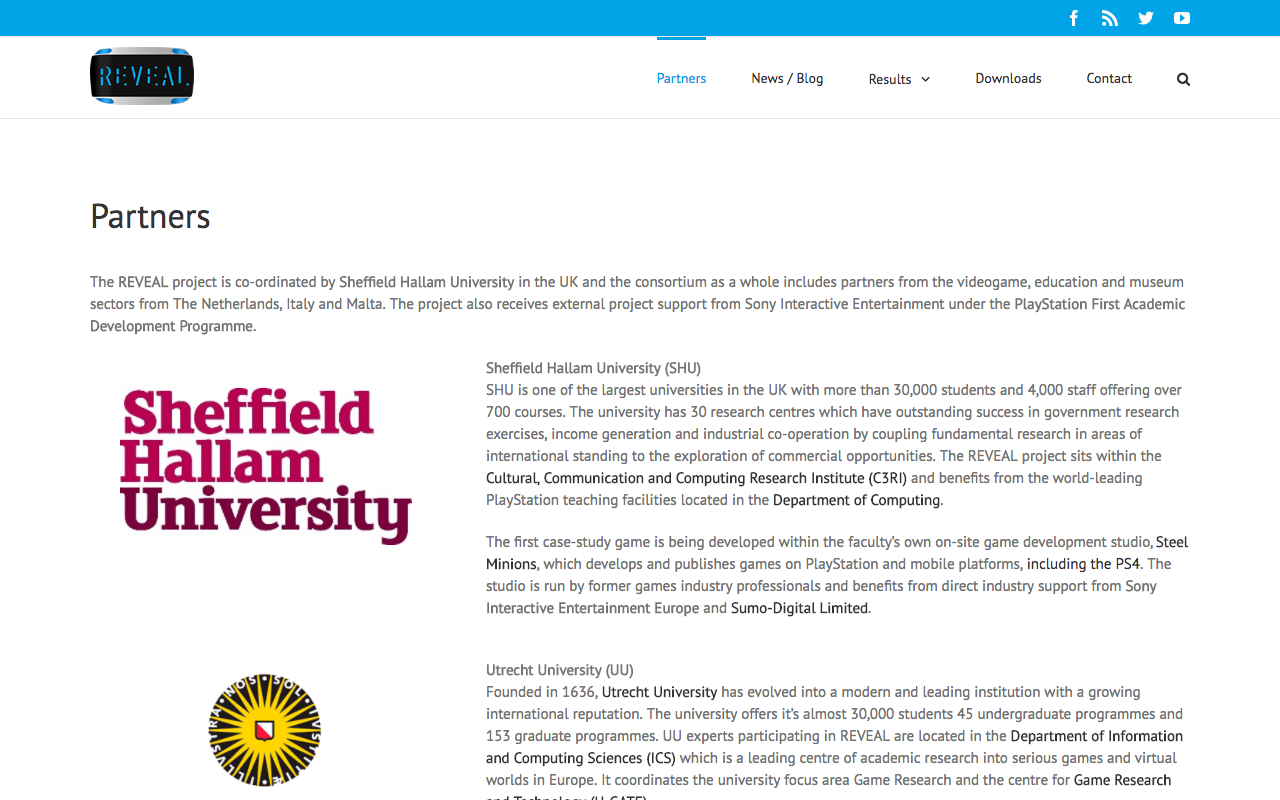 REVEAL
Partners
News / Blog
Results
Downloads
Contact
Partners
The REVEAL project is co-ordinated by Sheffield Hallam University in the UK and the consortium as a whole includes partners from the videogame, education and museum
sectors from The Netherlands, Italy and Malta. The project also receives external project support from Sony Interactive Entertainment under the PlayStation First Academic
Development Programme.
Sheffield
Hallam
University
Sheffield Hallam University (SHU)
SHU is one of the largest universities in the UK with more than 30,000 students and 4,000 staff offering over
700 courses. The university has 30 research centres which have outstanding success in government research
exercises, income generation and industrial co-operation by coupling fundamental research in areas of
international standing to the exploration of commercial opportunities. The REVEAL project sits within the
Cultural, Communication and Computing Research Institute (C3RI) and benefits from the world-leading
PlayStation teaching facilities located in the Department of Computing.
The first case-study game is being developed within the faculty's own on-site game development studio, Steel
Minions, which develops and publishes games on PlayStation and mobile platforms, including the PS4. The
studio is run by former games industry professionals and benefits from direct industry support from Sony
Interactive Entertainment Europe and Sumo-Digital Limited.
Utrecht University (UU)
Founded in 1636, Utrecht University has evolved into a modern and leading institution with a growing
international reputation. The university offers it's almost 30,000 students 45 undergraduate programmes and
153 graduate programmes. UU experts participating in REVEAL are located in the Department of Information
and Computing Sciences (ICS) which is a leading centre of academic research into serious games and virtual
worlds in Europe. It coordinates the university focus area Game Research and the centre for Game Research
and Technology (U-GATE).